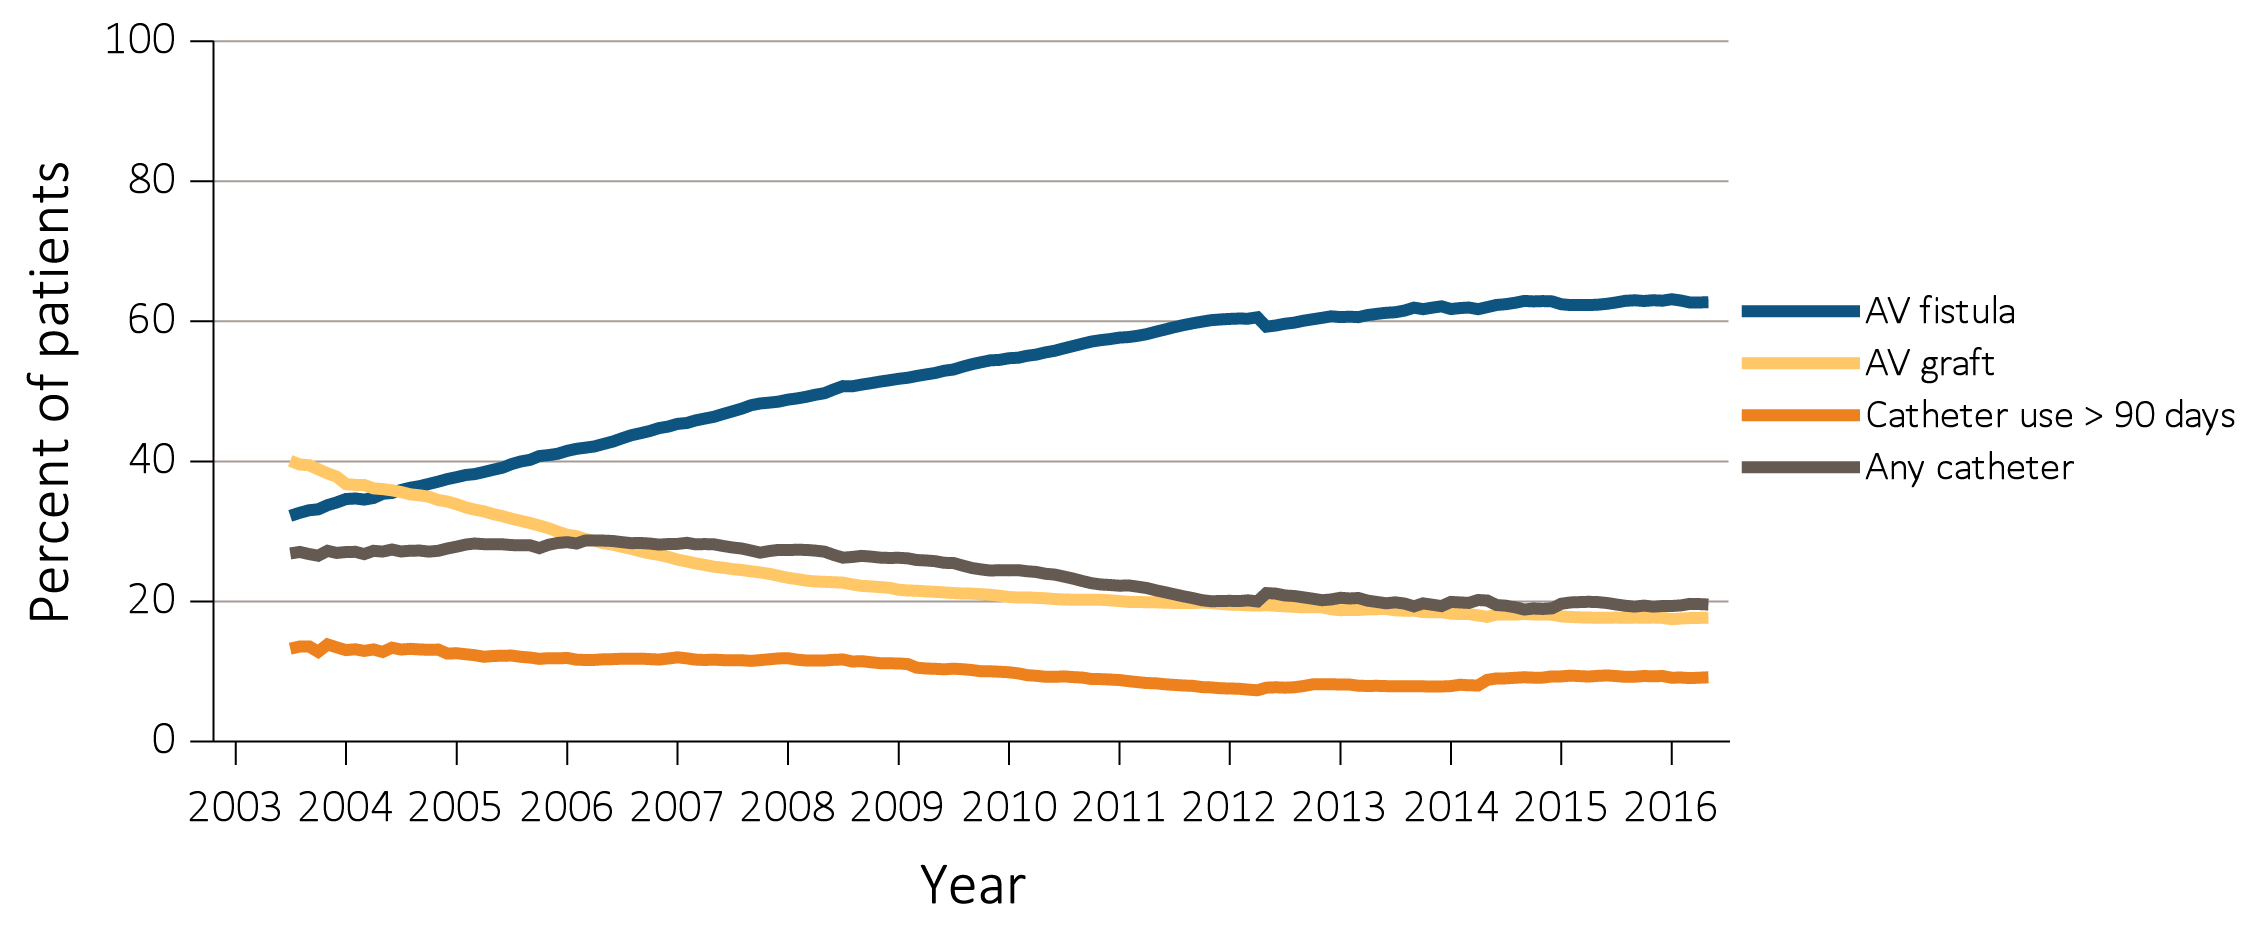 Percent of patients
100
80
60
40
20
0
2003 2004 2005 2006 2007 2008 2009 2010 2011 2012 2013 2014 2015 2016
Year
AV fistula
AV graft
Catheter use > 90 days
Any catheter